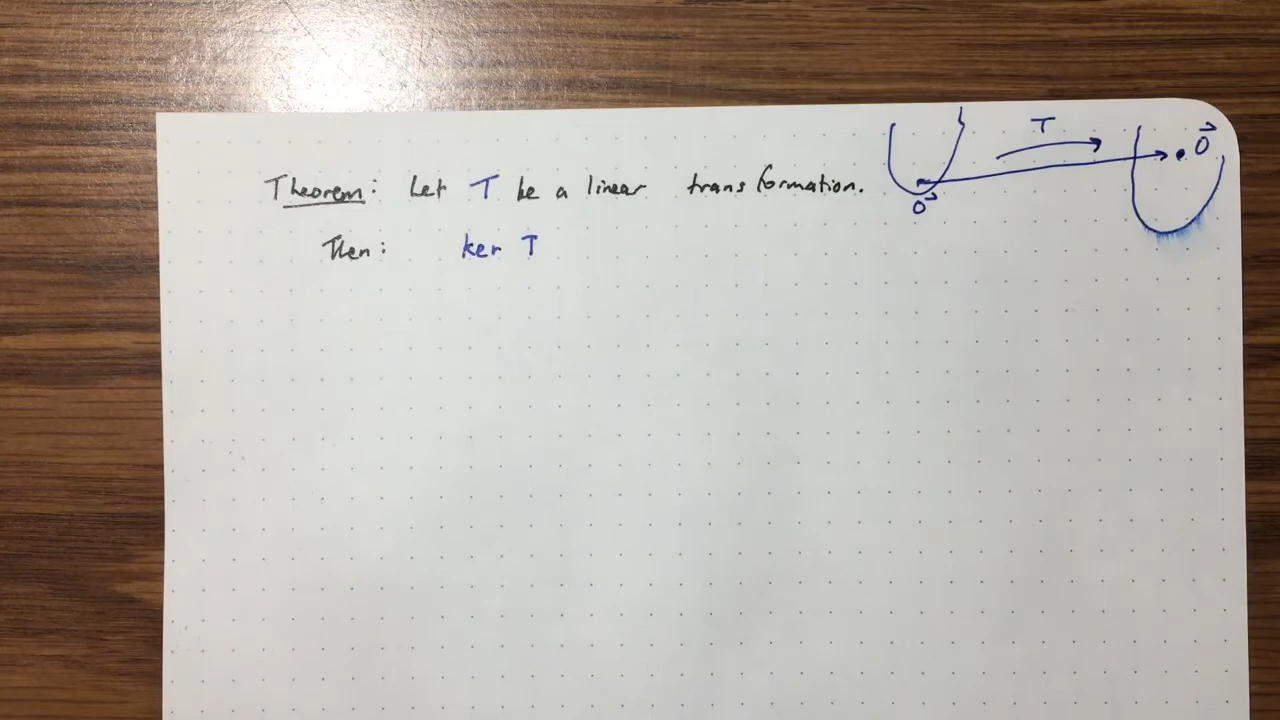 Theorem: Let T be a linear transformation.
Then: ker T
T
0⃗
0⃗